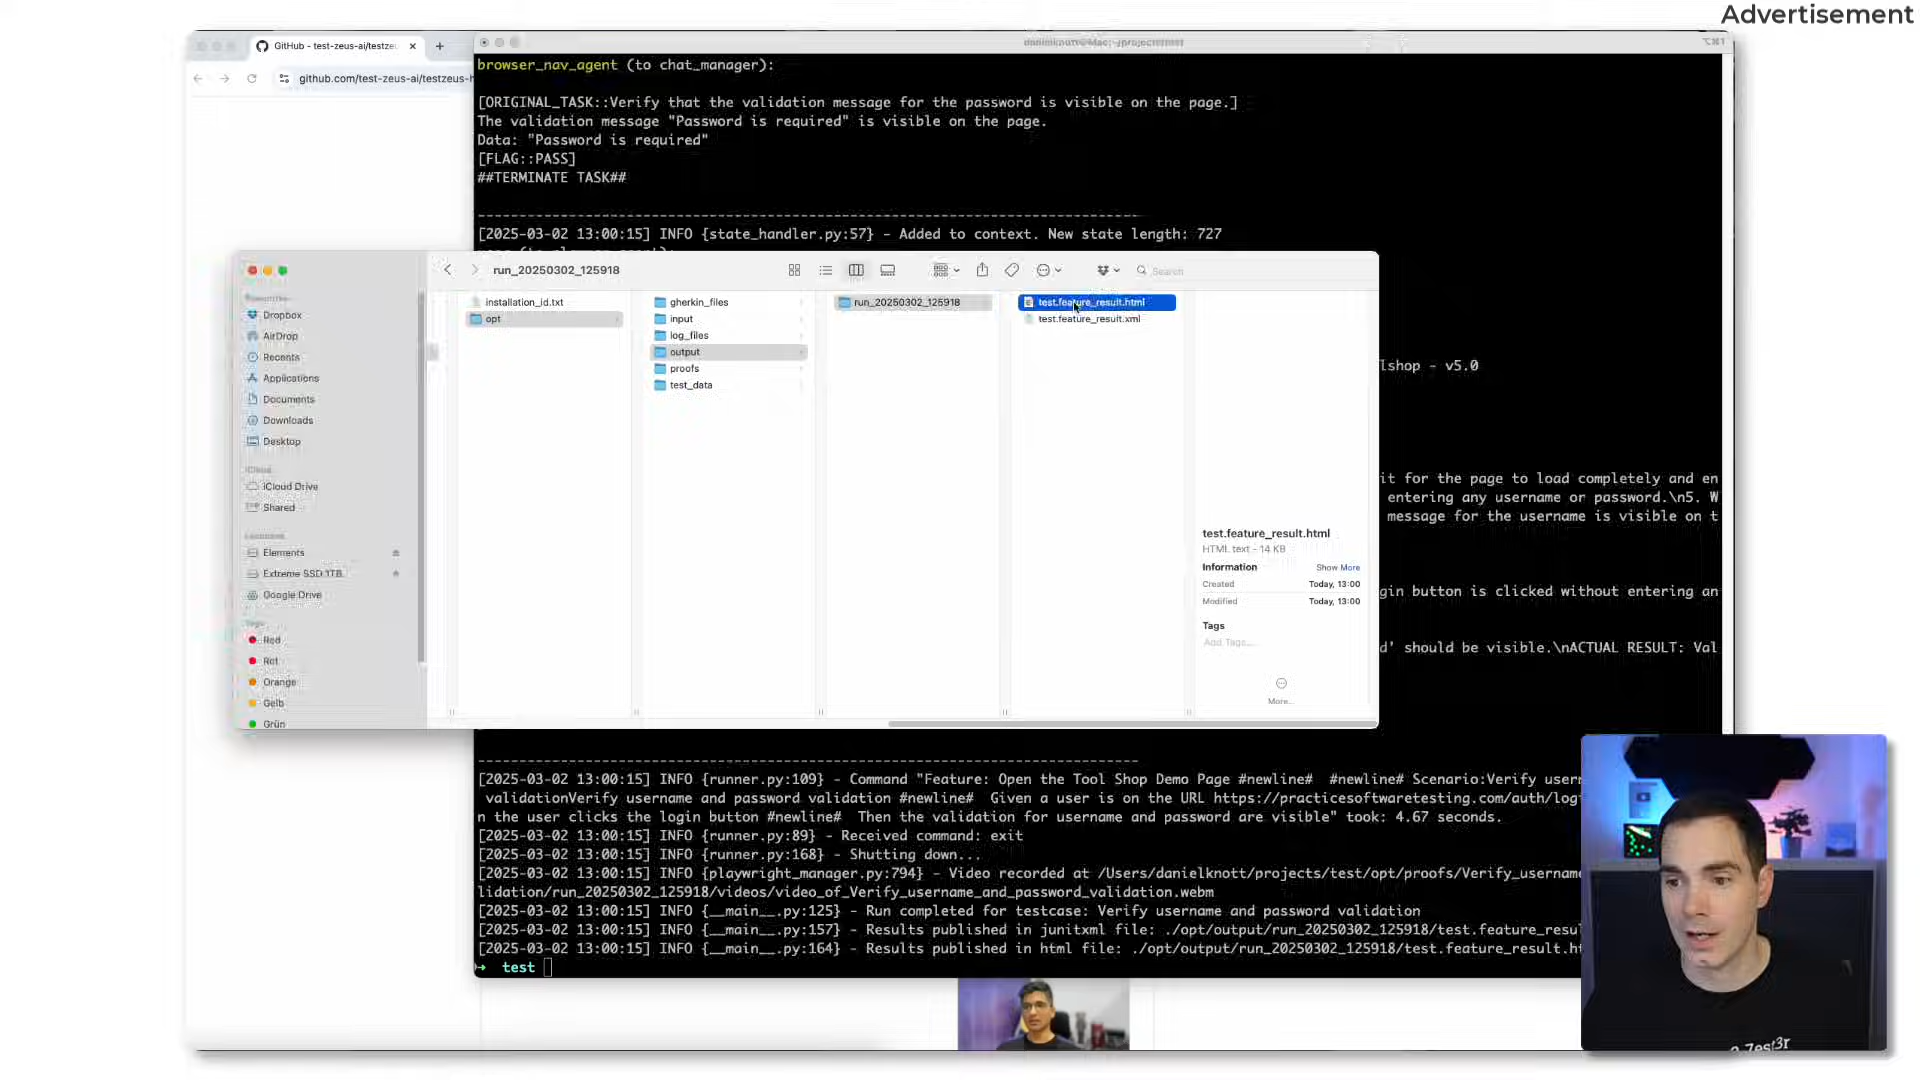 Advertisement
GitHub - test-zeus-ai/testze
github.com/test-zeus-ai/testzeus-h
danielknott@Mac:~/projects/test
⌥⌘1
browser_nav_agent (to chat_manager):
[ORIGINAL_TASK::Verify that the validation message for the password is visible on the page.]
The validation message "Password is required" is visible on the page.
Data: "Password is required"
[FLAG::PASS]
##TERMINATE TASK##
[2025-03-02 13:00:15] INFO {state_handler.py:57} - Added to context. New state length: 727
run_20250302_125918
Search
Favourites
Dropbox
AirDrop
Recents
Applications
Documents
Downloads
Desktop
iCloud
iCloud Drive
Shared
Locations
Elements
Extreme SSD 1TB
Google Drive
Tags
Red
Rot
Orange
Gelb
Grün
installation_id.txt
opt
gherkin_files
input
log_files
output
proofs
test_data
run_20250302_125918
test.feature_result.html
test.feature_result.xml
test.feature_result.html
HTML text - 14 KB
Information Show More
Created Today, 13:00
Modified Today, 13:00
Tags
Add Tags...
More...
lshop - v5.0
it for the page to load completely and en
entering any username or password.\n5. W
message for the username is visible on t
gin button is clicked without entering an
d' should be visible.\nACTUAL RESULT: Val
[2025-03-02 13:00:15] INFO {runner.py:109} - Command "Feature: Open the Tool Shop Demo Page #newline#  #newline# Scenario:Verify usern
validationVerify username and password validation #newline#  Given a user is on the URL https://practicesoftwaretesting.com/auth/log
n the user clicks the login button #newline#  Then the validation for username and password are visible" took: 4.67 seconds.
[2025-03-02 13:00:15] INFO {runner.py:89} - Received command: exit
[2025-03-02 13:00:15] INFO {runner.py:168} - Shutting down...
[2025-03-02 13:00:15] INFO {playwright_manager.py:794} - Video recorded at /Users/danielknott/projects/test/opt/proofs/Verify_username
lidation/run_20250302_125918/videos/video_of_Verify_username_and_password_validation.webm
[2025-03-02 13:00:15] INFO {__main__.py:125} - Run completed for testcase: Verify username and password validation
[2025-03-02 13:00:15] INFO {__main__.py:157} - Results published in junitxml file: ./opt/output/run_20250302_125918/test.feature_resul
[2025-03-02 13:00:15] INFO {__main__.py:164} - Results published in html file: ./opt/output/run_20250302_125918/test.feature_result.ht
→ test